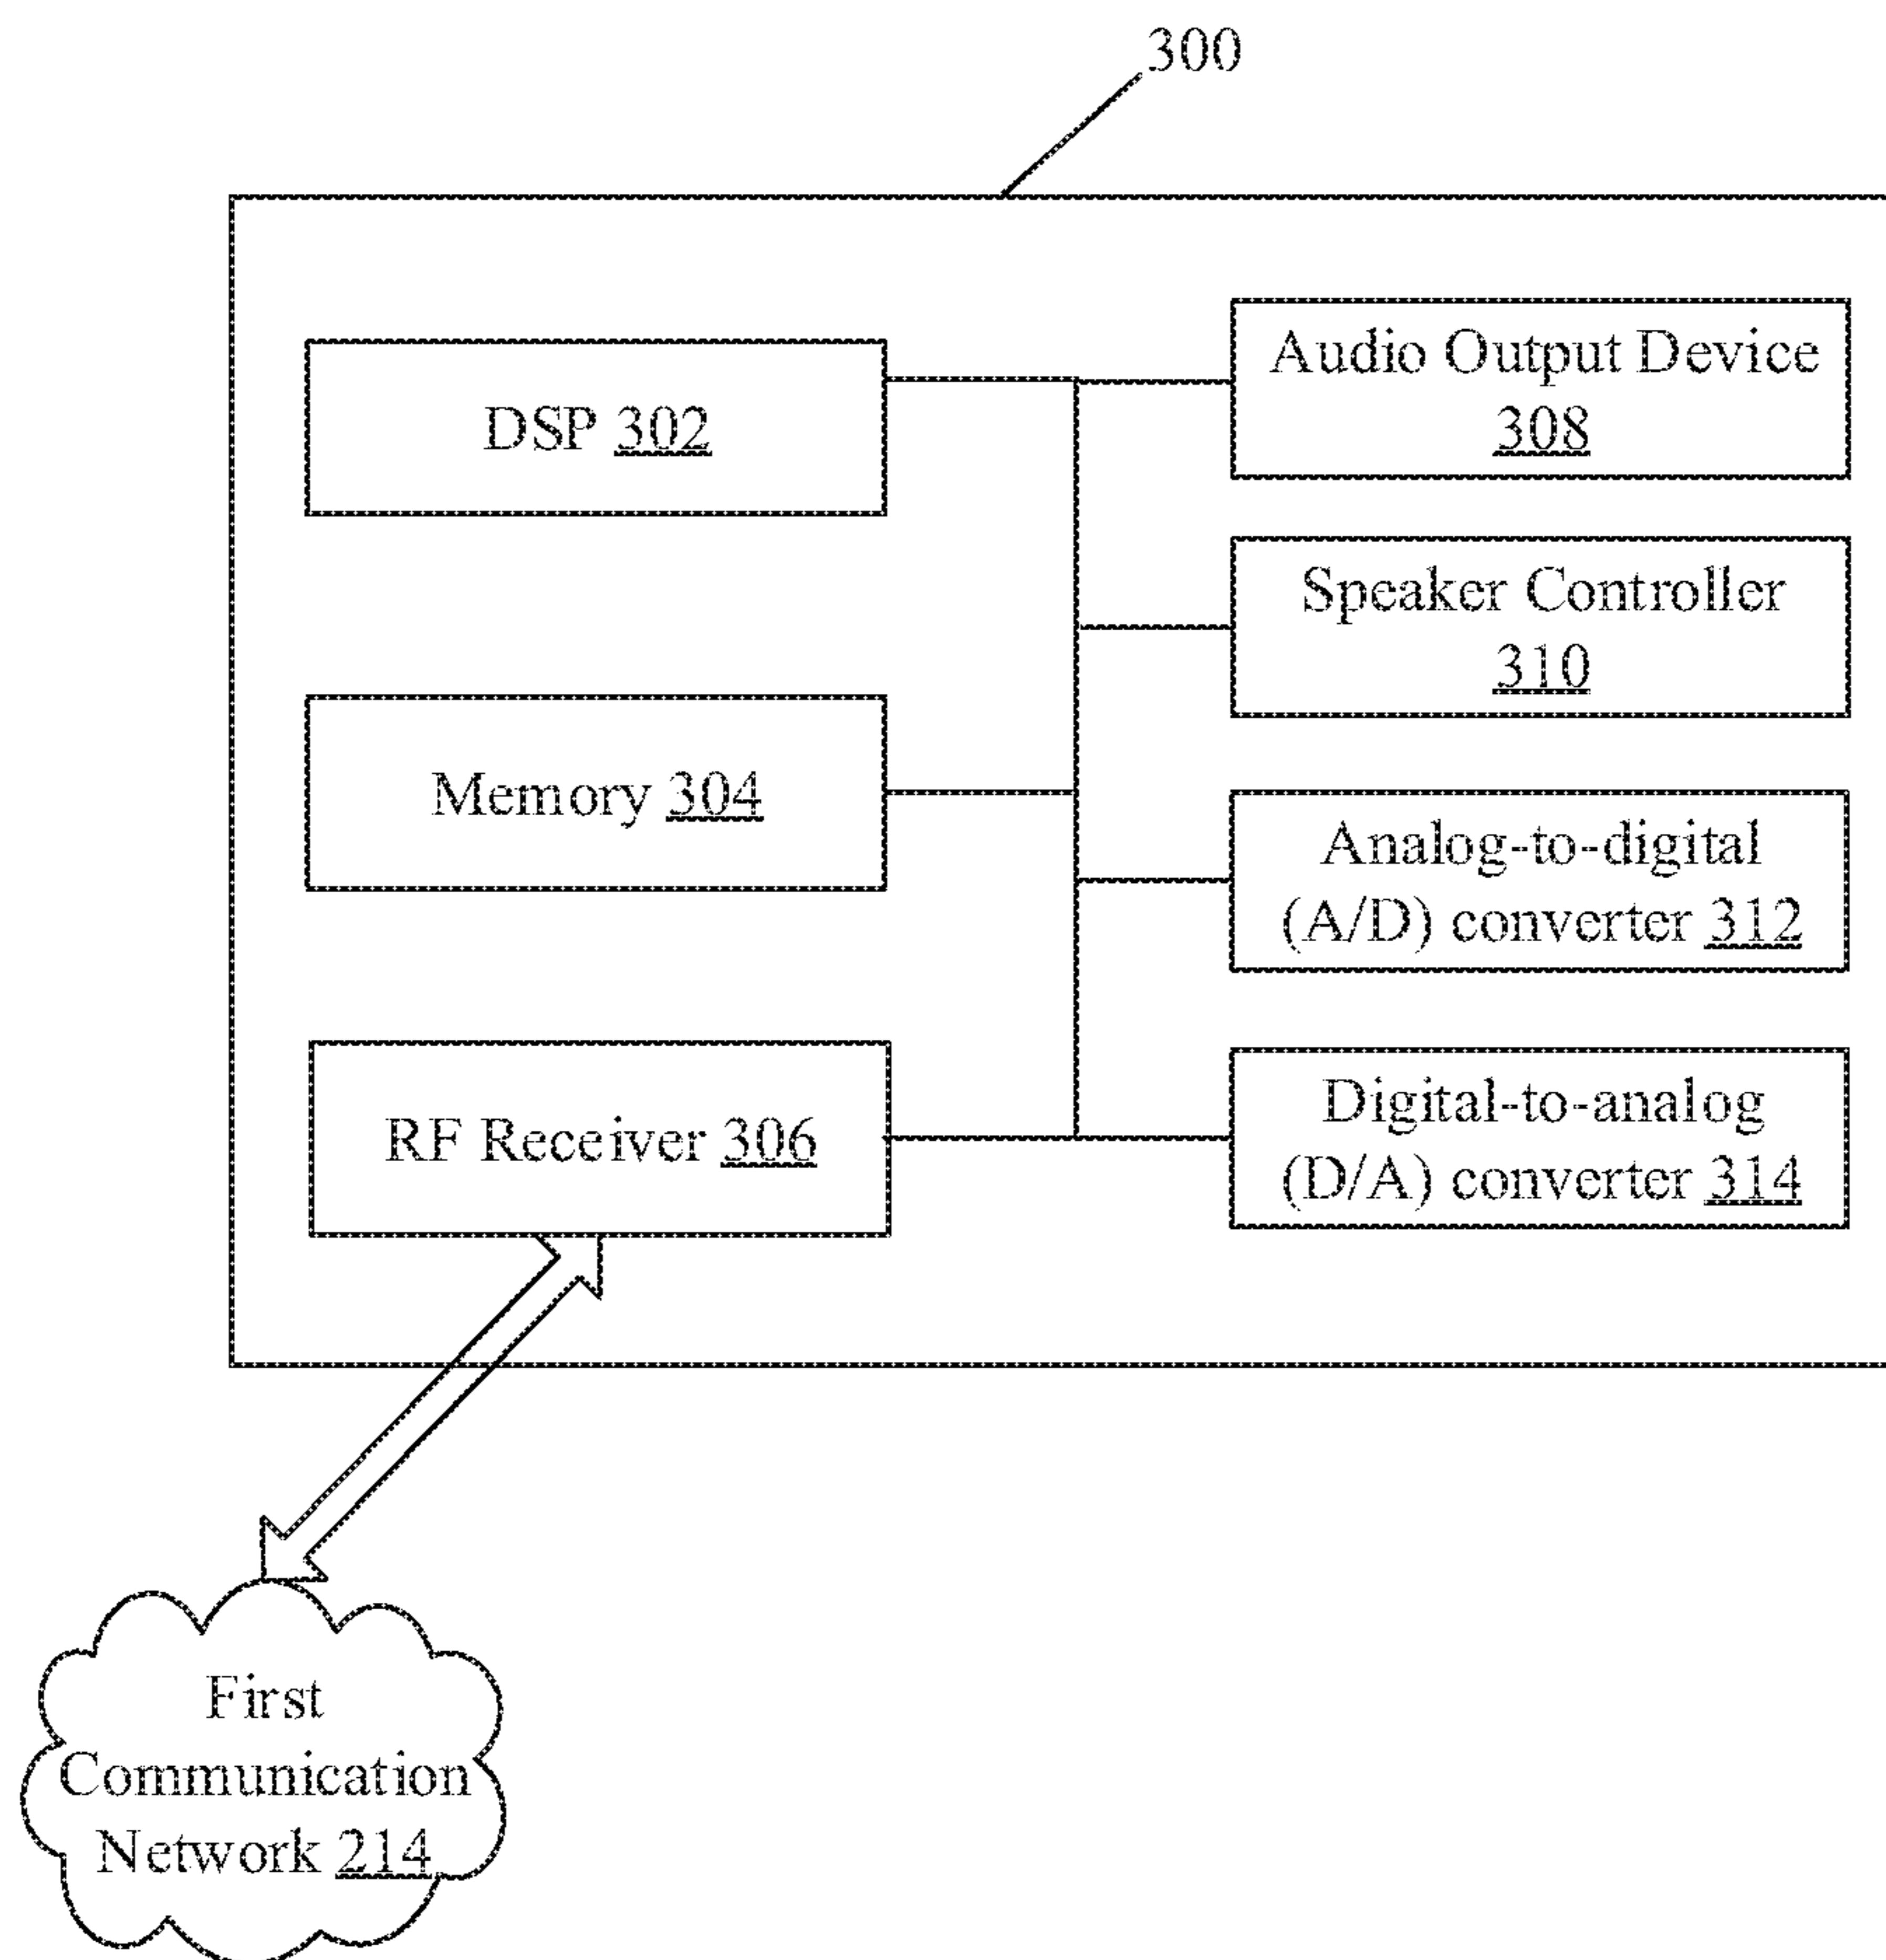 300
DSP 302
Memory 304
RF Receiver 306
Audio Output Device
308
Speaker Controller
310
Analog-to-digital
(A/D) converter 312
Digital-to-analog
(D/A) converter 314
First
Communication
Network 214